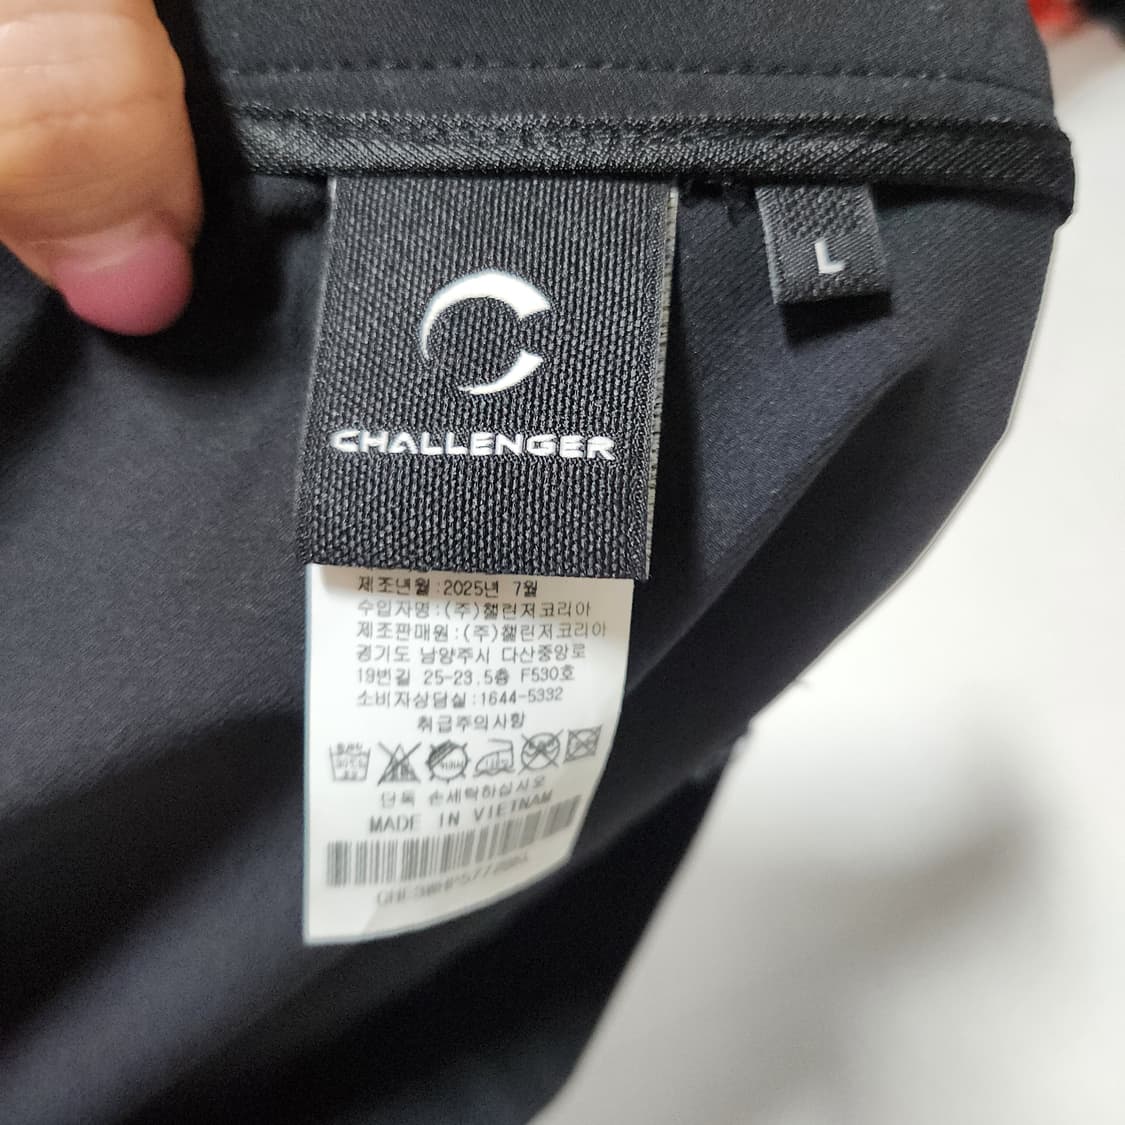 CHALLENGER
L
제조년월:2025년 7월
수입자명:(주)챌린저코리아
제조판매원:(주)챌린저코리아
경기도 남양주시 다산중앙로
19번길 25-23,5층 F530호
소비자상담실:1644-5332
취급주의사항
단독 손세탁하십시오
MADE IN VIETNAM